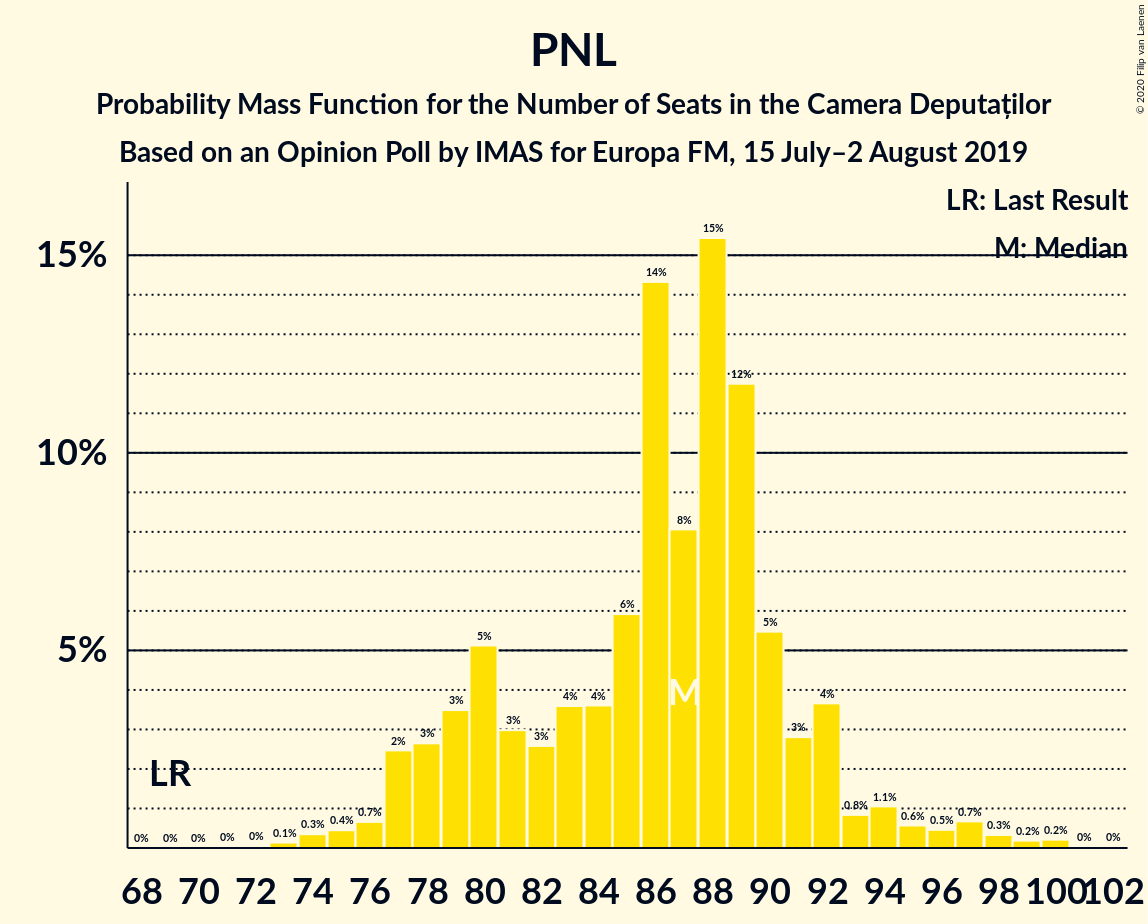 PNL
Probability Mass Function for the Number of Seats in the Camera Deputaților
Based on an Opinion Poll by IMAS for Europa FM, 15 July–2 August 2019
© 2020 Filip van Laenen
LR: Last Result
M: Median
15%
10%
5%
LR
M
0% 0% 0% 0% 0% 0.1% 0.3% 0.4% 0.7% 2% 3% 3% 5% 3% 3% 4% 4% 6% 14% 8% 15% 12% 5% 3% 4% 0.8% 1.1% 0.6% 0.5% 0.7% 0.3% 0.2% 0.2% 0% 0%
68 70 72 74 76 78 80 82 84 86 88 90 92 94 96 98 100 102